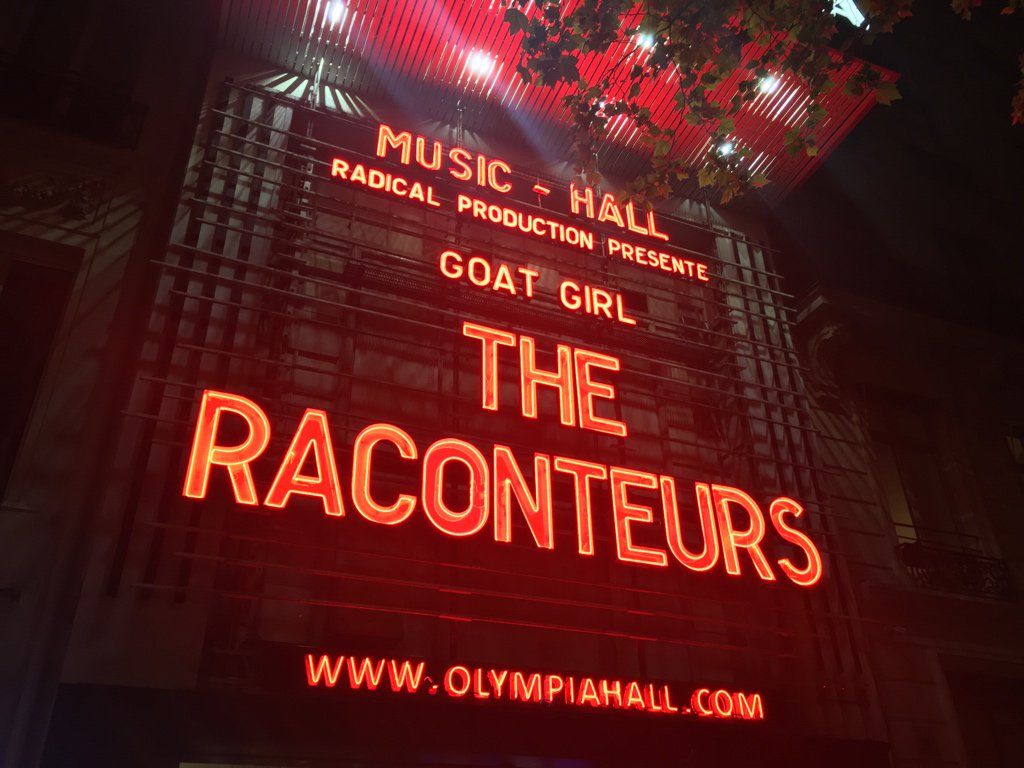 MUSIC - HALL
RADICAL PRODUCTION PRESENTE
GOAT GIRL
THE
RACONTEURS
WWW.OLYMPIAHALL.COM